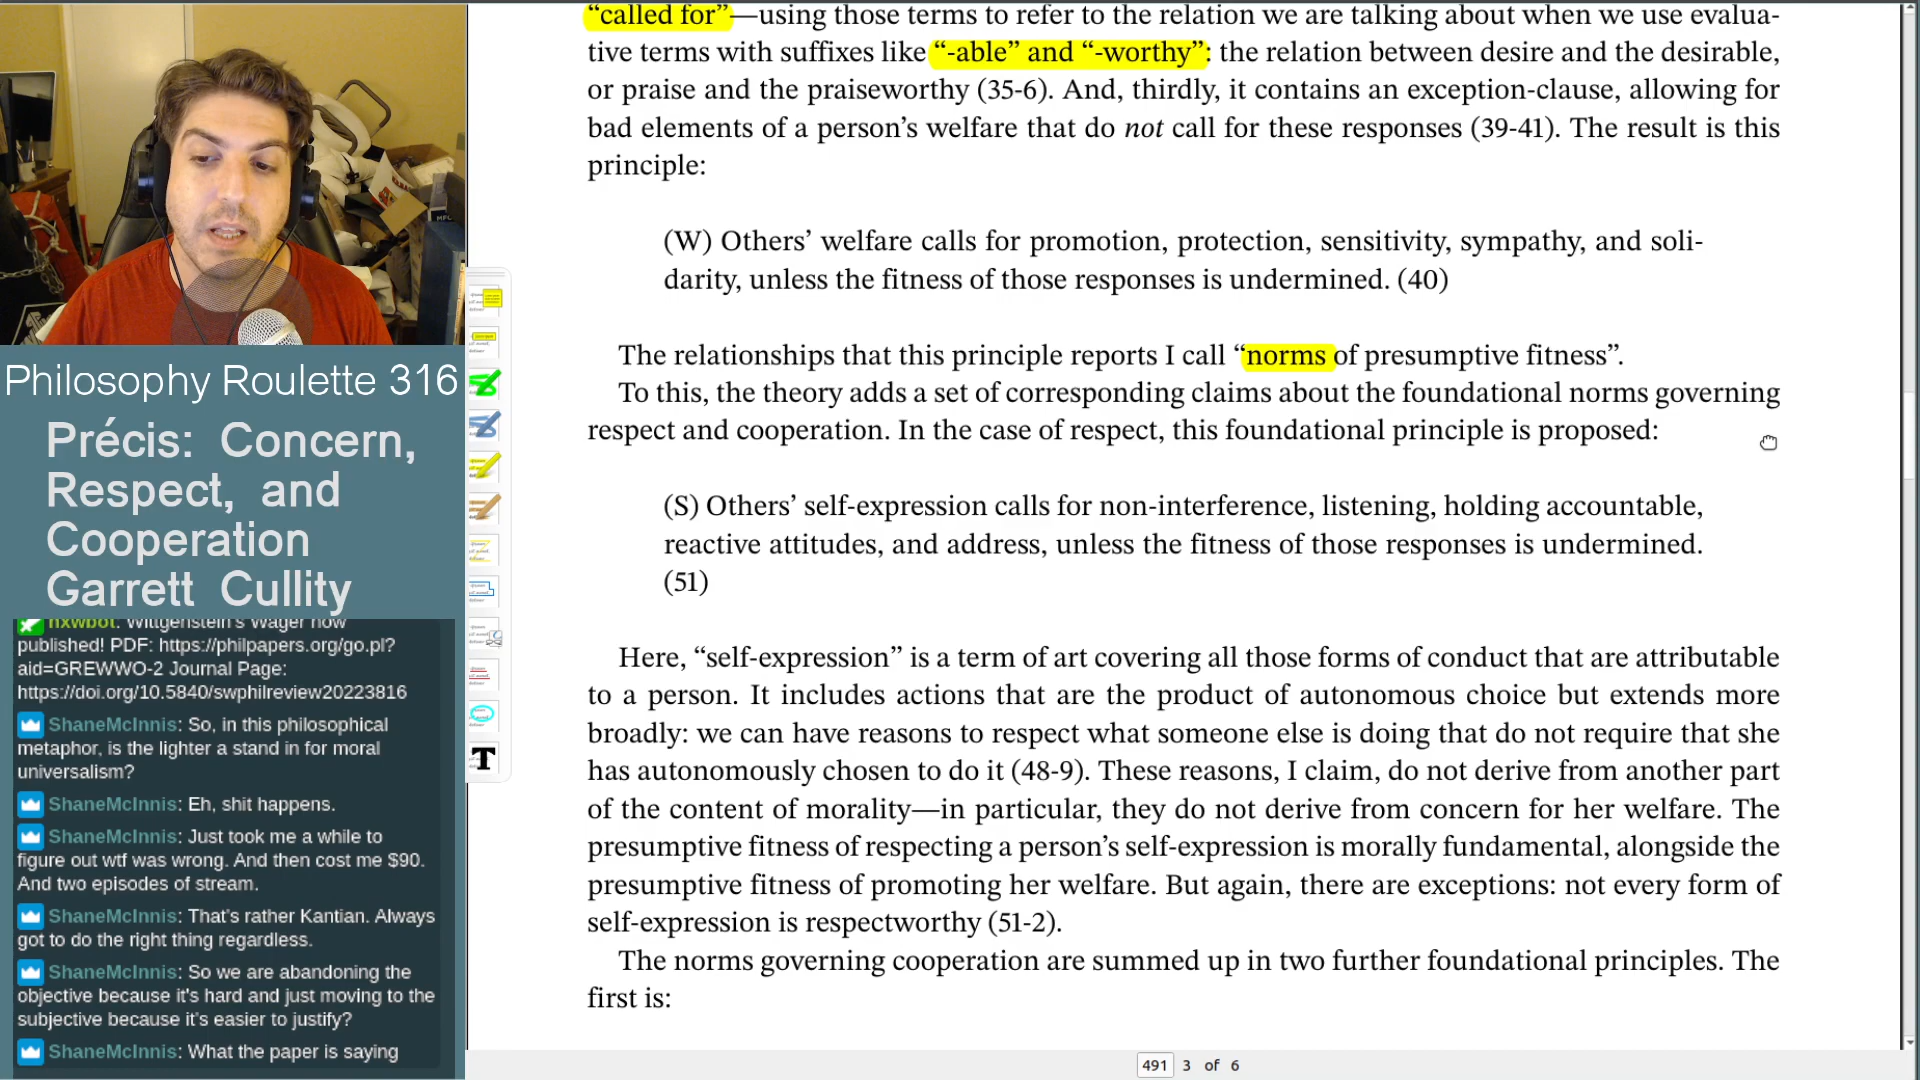 Philosophy Roulette 316
Précis: Concern,
Respect, and
Cooperation
Garrett Cullity
nxwbot: Wittgenstein's Wager now
published! PDF: https://philpapers.org/go.pl?
aid=GREWWO-2 Journal Page:
https://doi.org/10.5840/swphilreview20223816
ShaneMcInnis: So, in this philosophical
metaphor, is the lighter a stand in for moral
universalism?
ShaneMcInnis: Eh, shit happens.
ShaneMcInnis: Just took me a while to
figure out wtf was wrong. And then cost me $90.
And two episodes of stream.
ShaneMcInnis: That's rather Kantian. Always
got to do the right thing regardless.
ShaneMcInnis: So we are abandoning the
objective because it's hard and just moving to the
subjective because it's easier to justify?
ShaneMcInnis: What the paper is saying
“called for”—using those terms to refer to the relation we are talking about when we use evalua-
tive terms with suffixes like “-able” and “-worthy”: the relation between desire and the desirable,
or praise and the praiseworthy (35-6). And, thirdly, it contains an exception-clause, allowing for
bad elements of a person’s welfare that do not call for these responses (39-41). The result is this
principle:
(W) Others’ welfare calls for promotion, protection, sensitivity, sympathy, and soli-
darity, unless the fitness of those responses is undermined. (40)
The relationships that this principle reports I call “norms of presumptive fitness”.
To this, the theory adds a set of corresponding claims about the foundational norms governing
respect and cooperation. In the case of respect, this foundational principle is proposed:
(S) Others’ self-expression calls for non-interference, listening, holding accountable,
reactive attitudes, and address, unless the fitness of those responses is undermined.
(51)
Here, “self-expression” is a term of art covering all those forms of conduct that are attributable
to a person. It includes actions that are the product of autonomous choice but extends more
broadly: we can have reasons to respect what someone else is doing that do not require that she
has autonomously chosen to do it (48-9). These reasons, I claim, do not derive from another part
of the content of morality—in particular, they do not derive from concern for her welfare. The
presumptive fitness of respecting a person’s self-expression is morally fundamental, alongside the
presumptive fitness of promoting her welfare. But again, there are exceptions: not every form of
self-expression is respectworthy (51-2).
The norms governing cooperation are summed up in two further foundational principles. The
first is:
T
491 3 of 6